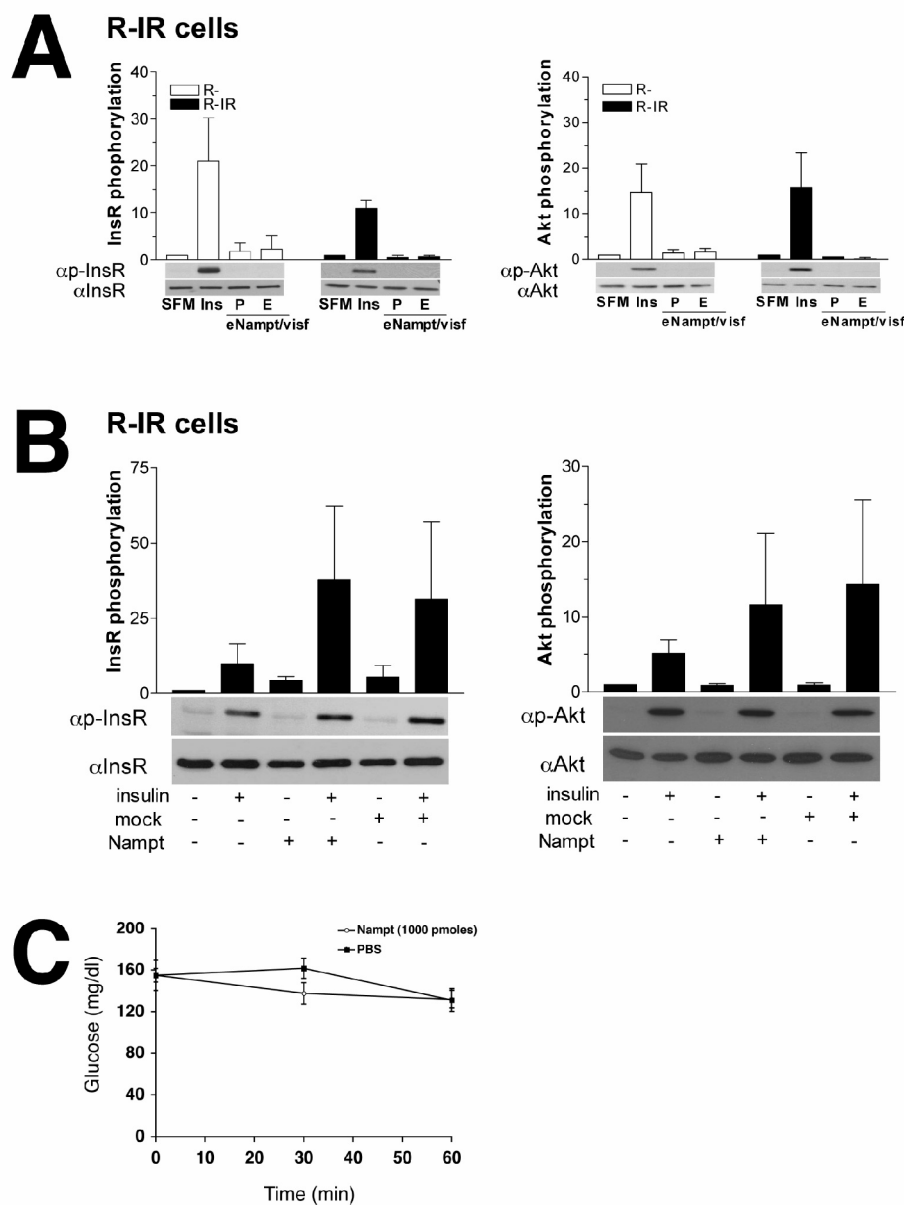 A R-IR cells
InsR phophorylation
40
30
20
10
0
R-
R-IR
αp-InsR
αInsR
SFM Ins P E SFM Ins P E
eNampt/visf eNampt/visf
Akt phosphorylation
40
30
20
10
0
R-
R-IR
αp-Akt
αAkt
SFM Ins P E SFM Ins P E
eNampt/visf eNampt/visf
B R-IR cells
InsR phosphorylation
75
50
25
0
αp-InsR
αInsR
insulin - + - + - +
mock - - - - + +
Nampt - - + + - -
Akt phosphorylation
30
20
15
10
5
0
αp-Akt
αAkt
insulin - + - + - +
mock - - - - + +
Nampt - - + + - -
C
Glucose (mg/dl)
200
160
120
80
40
0
Nampt (1000 pmoles)
PBS
0 10 20 30 40 50 60
Time (min)